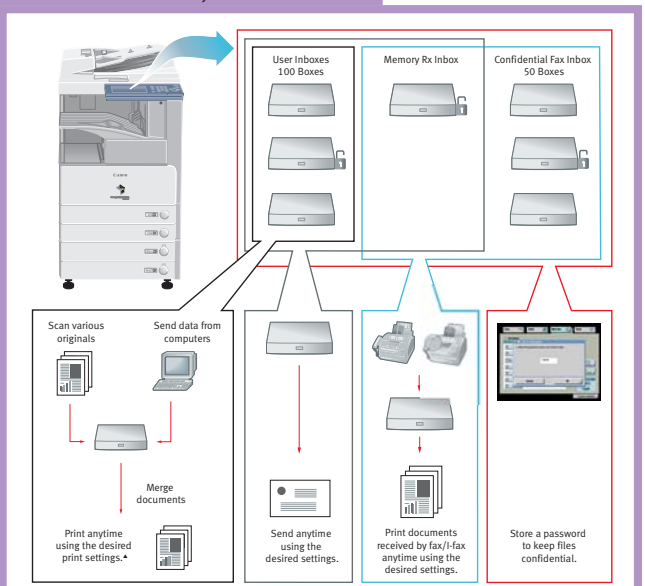 User Inboxes
100 Boxes
Memory Rx Inbox
Confidential Fax Inbox
50 Boxes
Canon
Scan various
originals
Send data from
computers
Merge
documents
Print anytime
using the desired
print settings.▲
Send anytime
using the
desired settings.
Print documents
received by fax/I-fax
anytime using the
desired settings.
Store a password
to keep files
confidential.